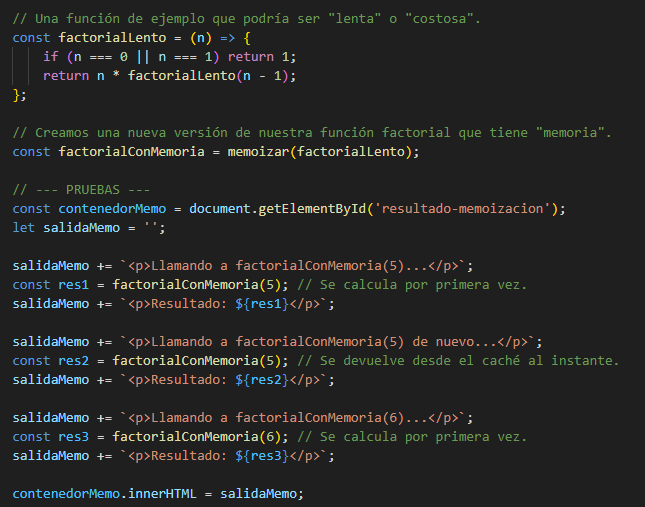 // Una función de ejemplo que podría ser "lenta" o "costosa".
const factorialLento = (n) => {
    if (n === 0 || n === 1) return 1;
    return n * factorialLento(n - 1);
};

// Creamos una nueva versión de nuestra función factorial que tiene "memoria".
const factorialConMemoria = memoizar(factorialLento);

// --- PRUEBAS ---
const contenedorMemo = document.getElementById('resultado-memoizacion');
let salidaMemo = '';

salidaMemo += `<p>Llamando a factorialConMemoria(5)...</p>`;
const res1 = factorialConMemoria(5); // Se calcula por primera vez.
salidaMemo += `<p>Resultado: ${res1}</p>`;

salidaMemo += `<p>Llamando a factorialConMemoria(5) de nuevo...</p>`;
const res2 = factorialConMemoria(5); // Se devuelve desde el caché al instante.
salidaMemo += `<p>Resultado: ${res2}</p>`;

salidaMemo += `<p>Llamando a factorialConMemoria(6)...</p>`;
const res3 = factorialConMemoria(6); // Se calcula por primera vez.
salidaMemo += `<p>Resultado: ${res3}</p>`;

contenedorMemo.innerHTML = salidaMemo;